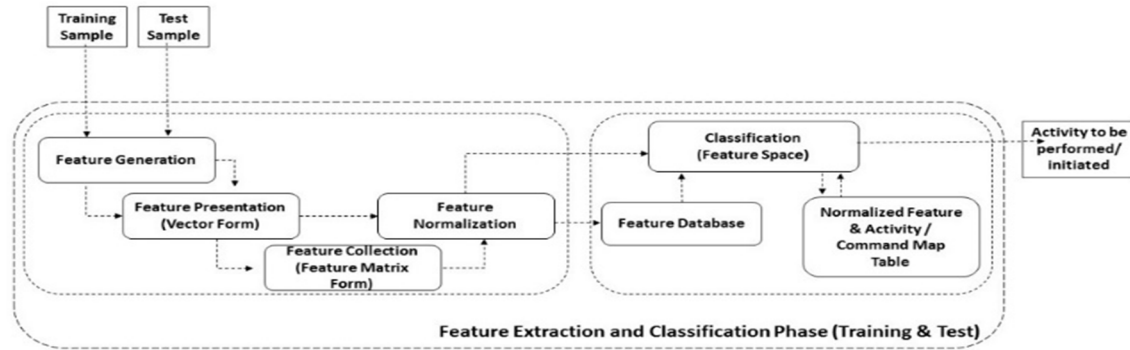 Training
Sample
Test
Sample
Feature Generation
Feature Presentation
(Vector Form)
Feature Collection
(Feature Matrix
Form)
Feature
Normalization
Classification
(Feature Space)
Feature Database
Normalized Feature
& Activity /
Command Map
Table
Activity to be
performed/
initiated
Feature Extraction and Classification Phase (Training & Test)